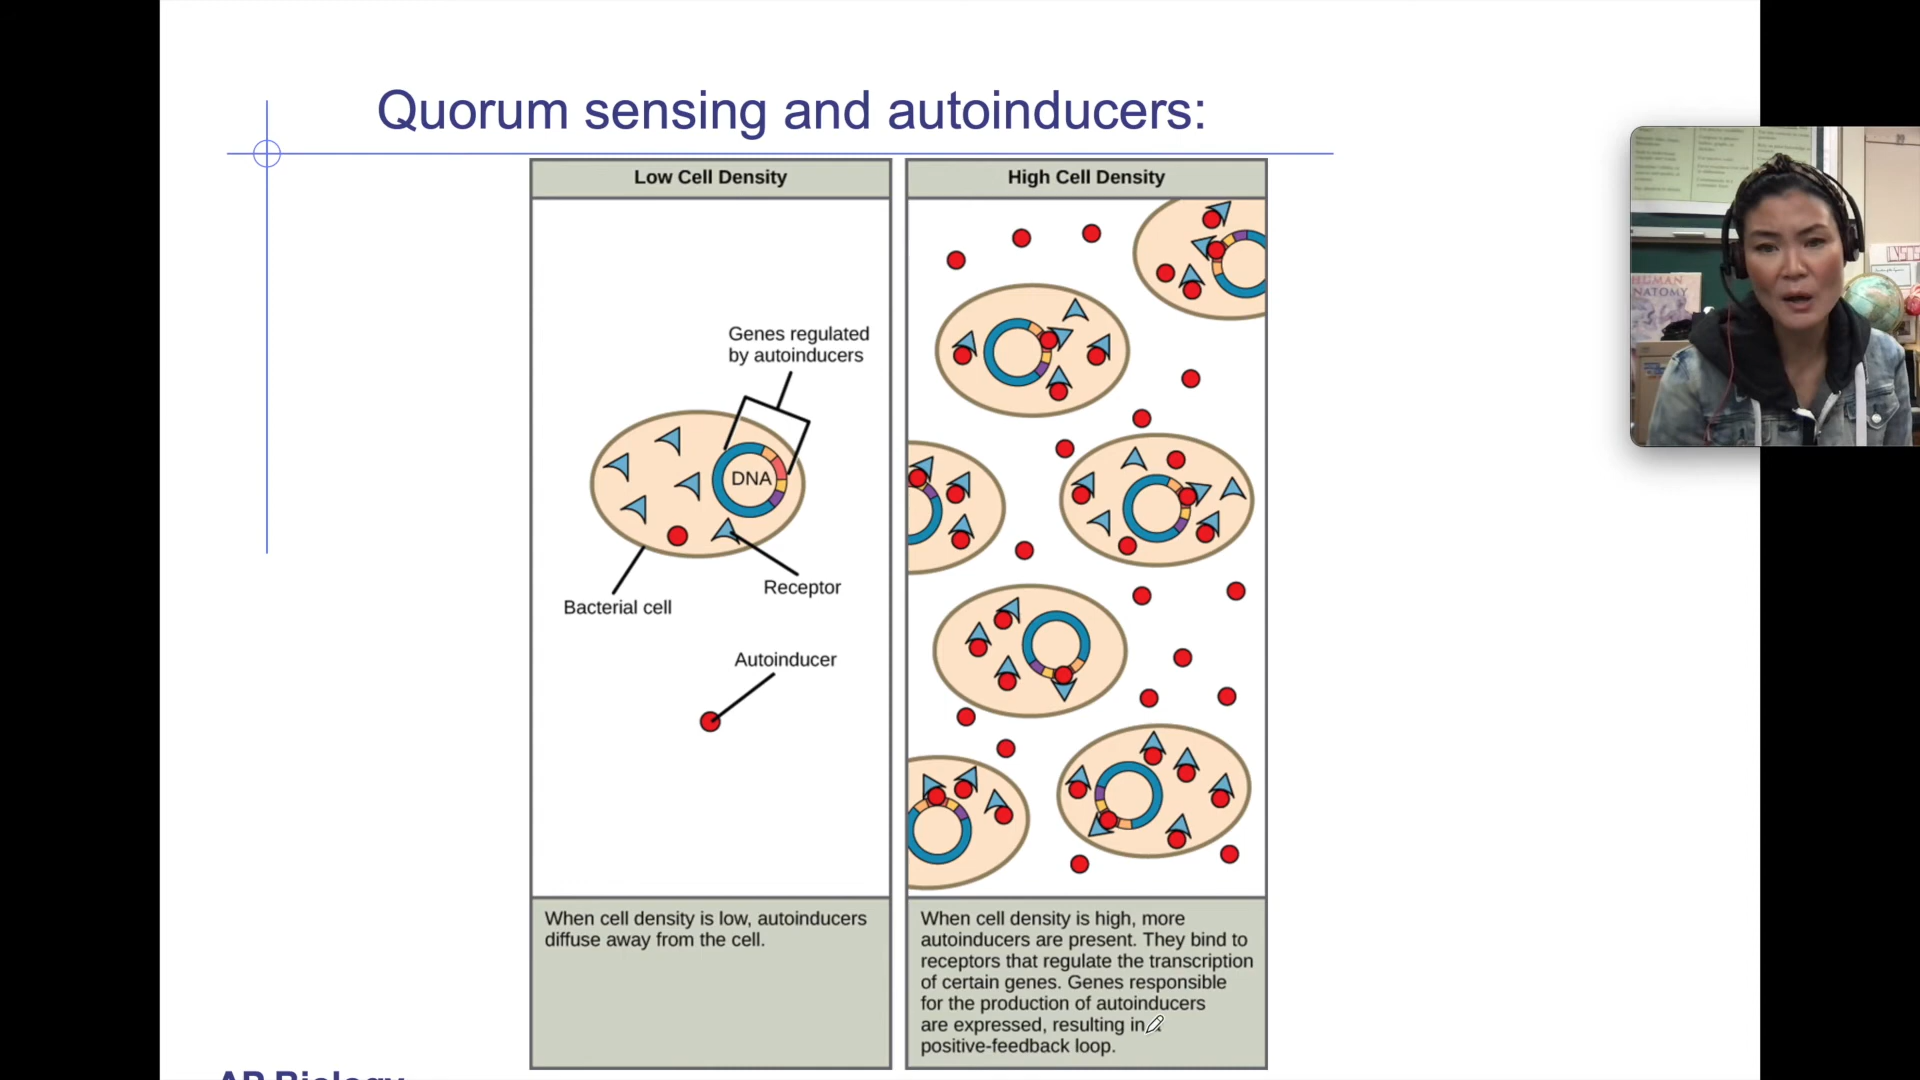 Quorum sensing and autoinducers:
Low Cell Density
High Cell Density
Genes regulated
by autoinducers
DNA
Receptor
Bacterial cell
Autoinducer
When cell density is low, autoinducers
diffuse away from the cell.
When cell density is high, more
autoinducers are present. They bind to
receptors that regulate the transcription
of certain genes. Genes responsible
for the production of autoinducers
are expressed, resulting in
positive-feedback loop.
AP Biology
HUMAN